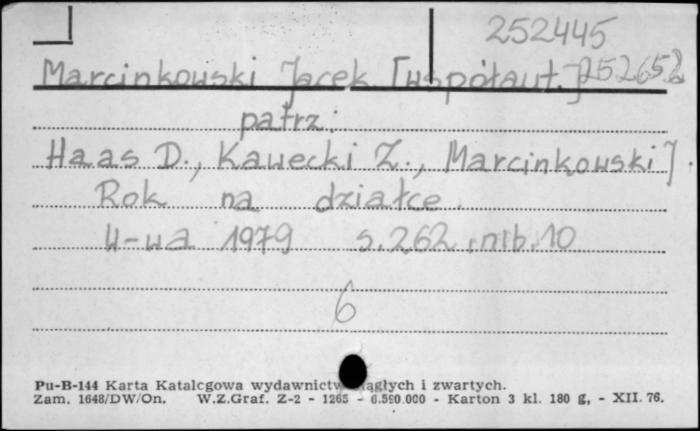 252445
Marcinkowski Jacek [współaut.] 252652
patrz:
Haas D., Kawecki Z., Marcinkowski J.
Rok na działce.
W-wa 1979 s. 262, nlb. 10
6
Pu-B-144 Karta Katalogowa wydawnictw ciągłych i zwartych.
Zam. 1648/DW/On. W.Z.Graf. Z-2 - 1265 - 6.590.000 - Karton 3 kl. 180 g, - XII. 76.